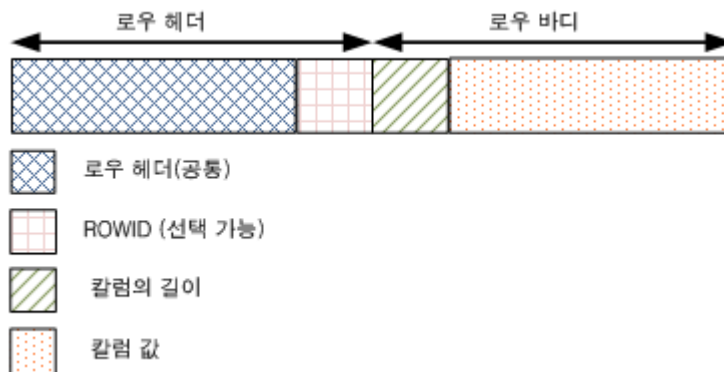 로우 헤더
로우 바디
로우 헤더(공통)
ROWID (선택 가능)
칼럼의 길이
칼럼 값